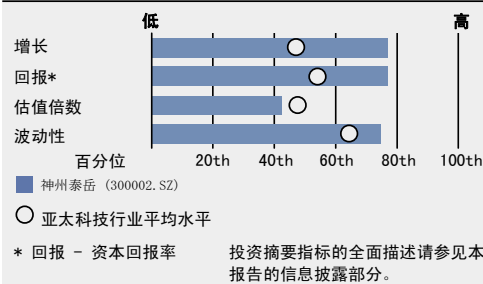 低 高
增长
回报*
估值倍数
波动性
百分位 20th 40th 60th 80th 100th
神州泰岳 (300002.SZ)
亚太科技行业平均水平
* 回报 - 资本回报率 投资摘要指标的全面描述请参见本
报告的信息披露部分。